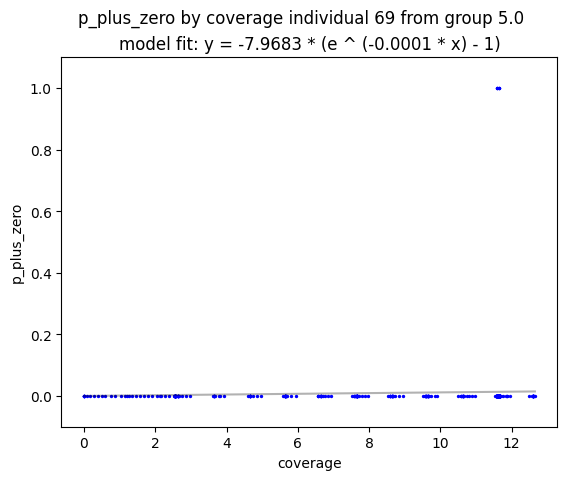 p_plus_zero by coverage individual 69 from group 5.0
model fit: y = -7.9683 * (e ^ (-0.0001 * x) - 1)
1.0
0.8
0.6
0.4
0.2
0.0
p_plus_zero
0 2 4 6 8 10 12
coverage